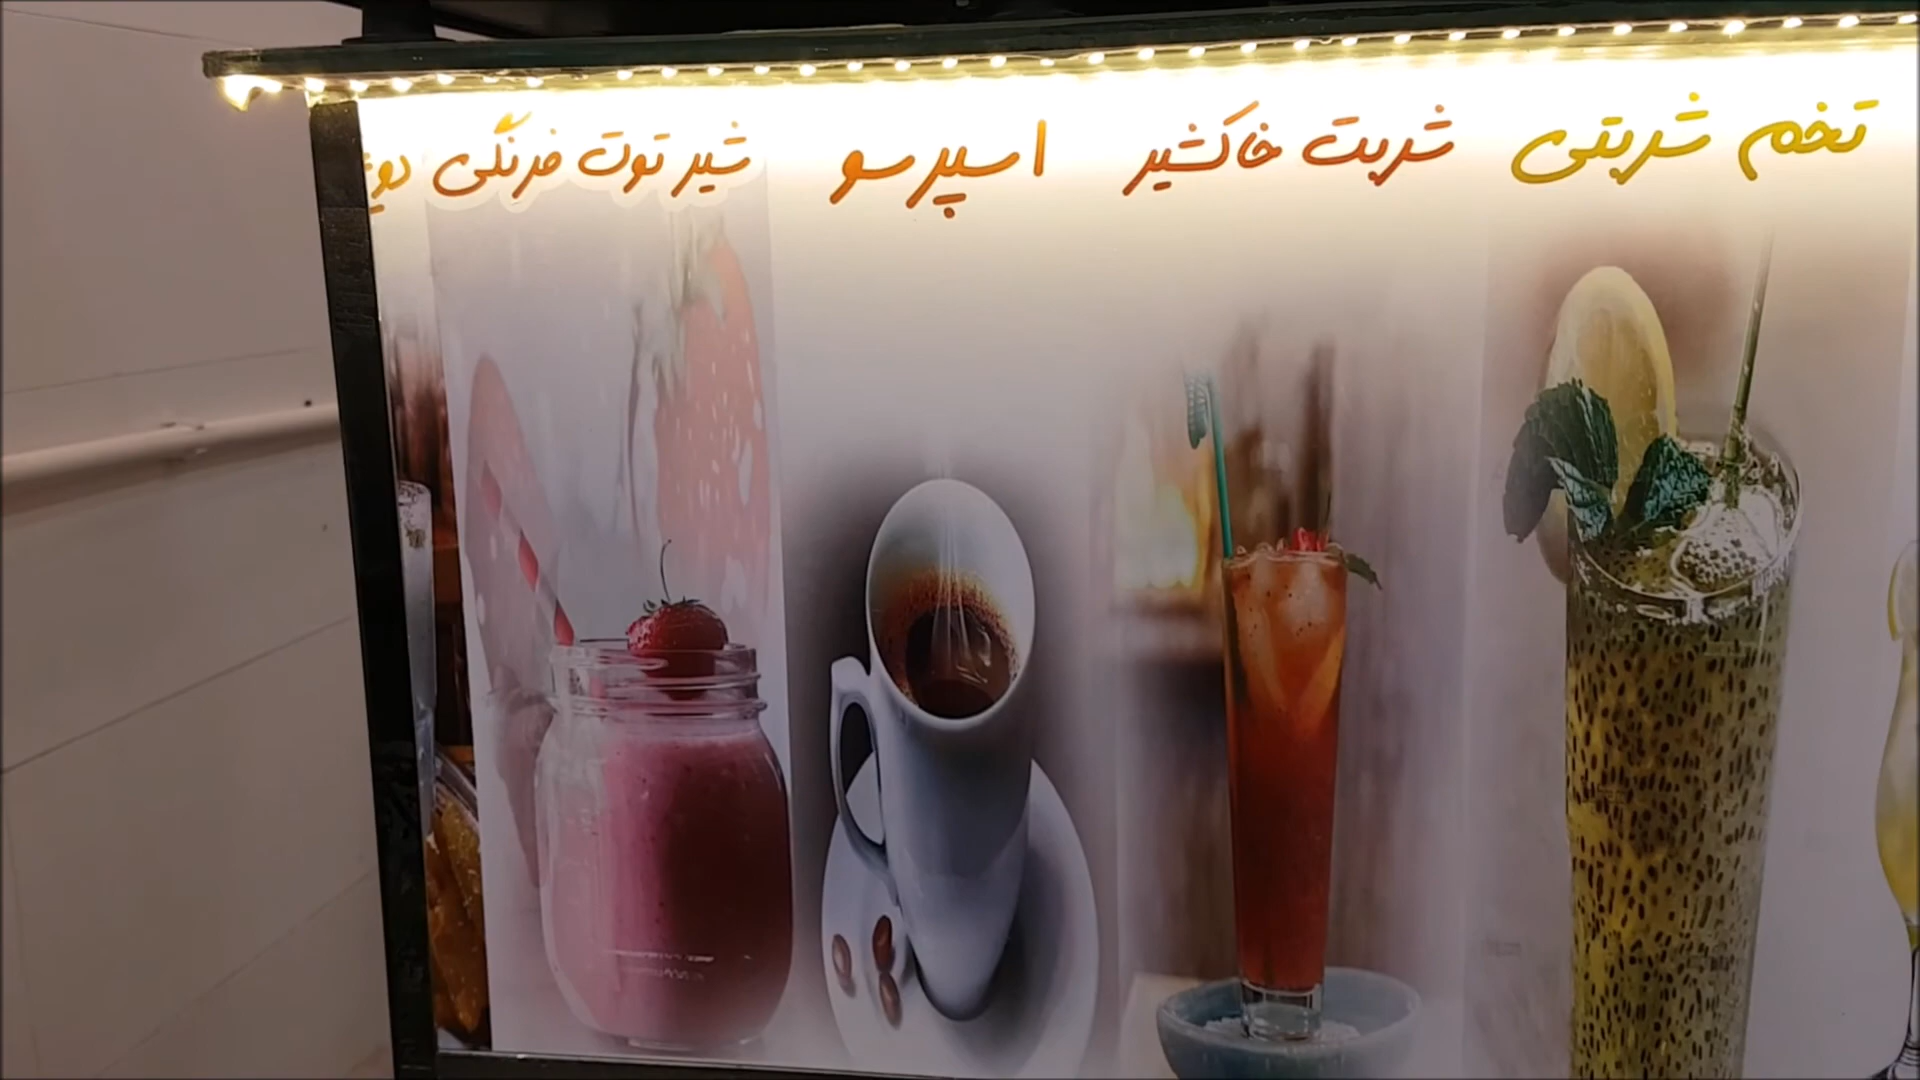 تخم شربتی
شربت خاکشیر
اسپرسو
شیر توت فرنگی